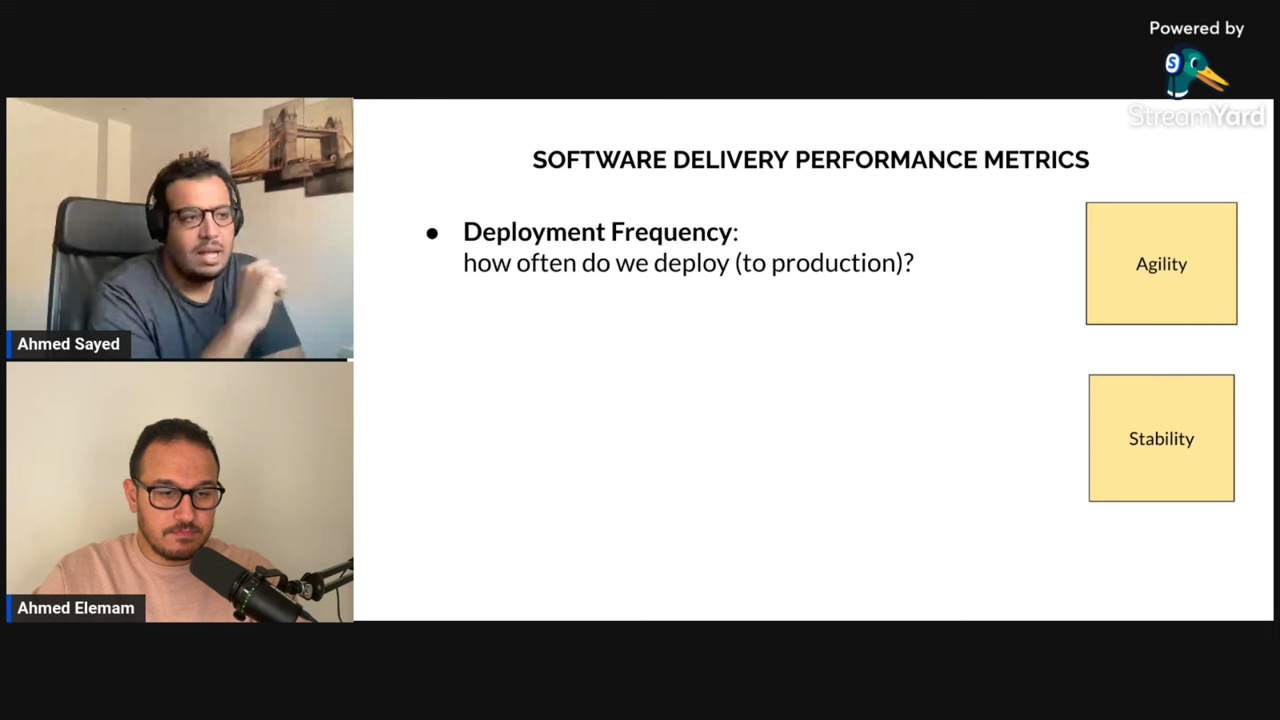 Powered by
StreamYard
SOFTWARE DELIVERY PERFORMANCE METRICS
● Deployment Frequency:
how often do we deploy (to production)?
Agility
Stability
Ahmed Sayed
Ahmed Elemam